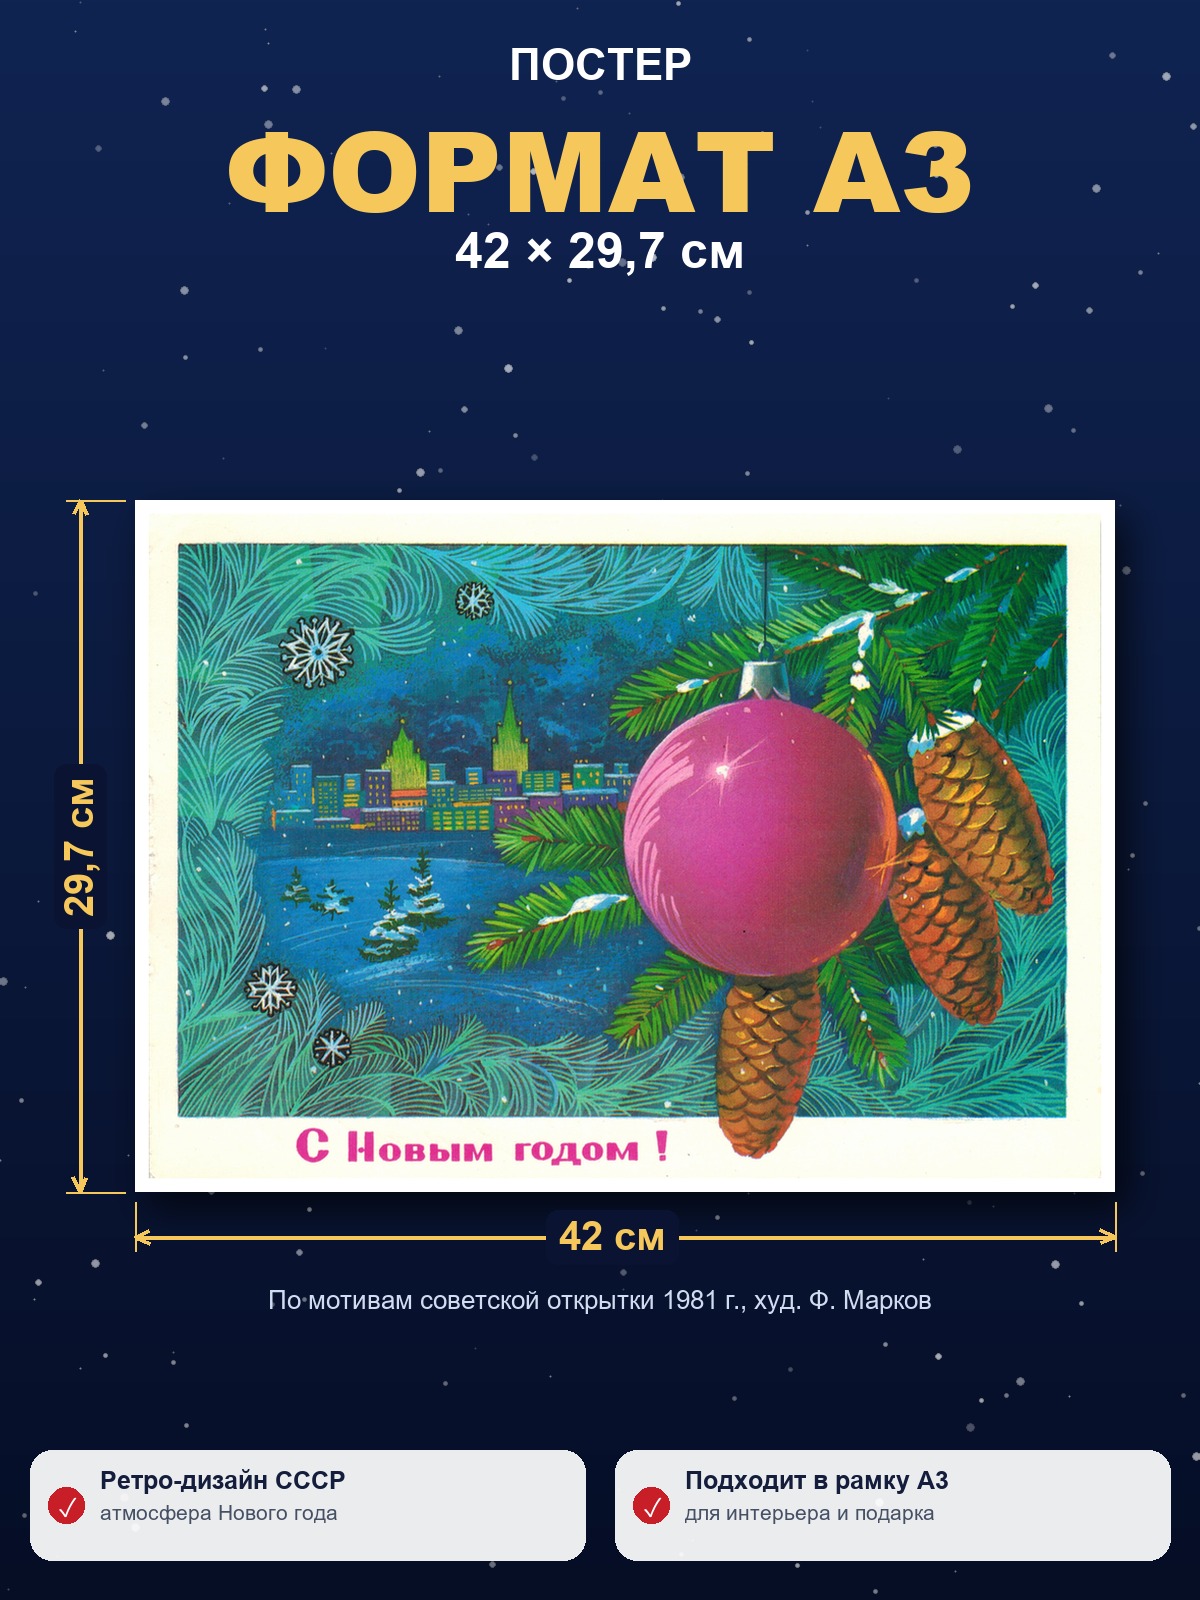 ПОСТЕР
ФОРМАТ А3
42 × 29,7 см
29,7 см
С Новым годом !
42 см
По мотивам советской открытки 1981 г., худ. Ф. Марков
Ретро-дизайн СССР
атмосфера Нового года
Подходит в рамку А3
для интерьера и подарка